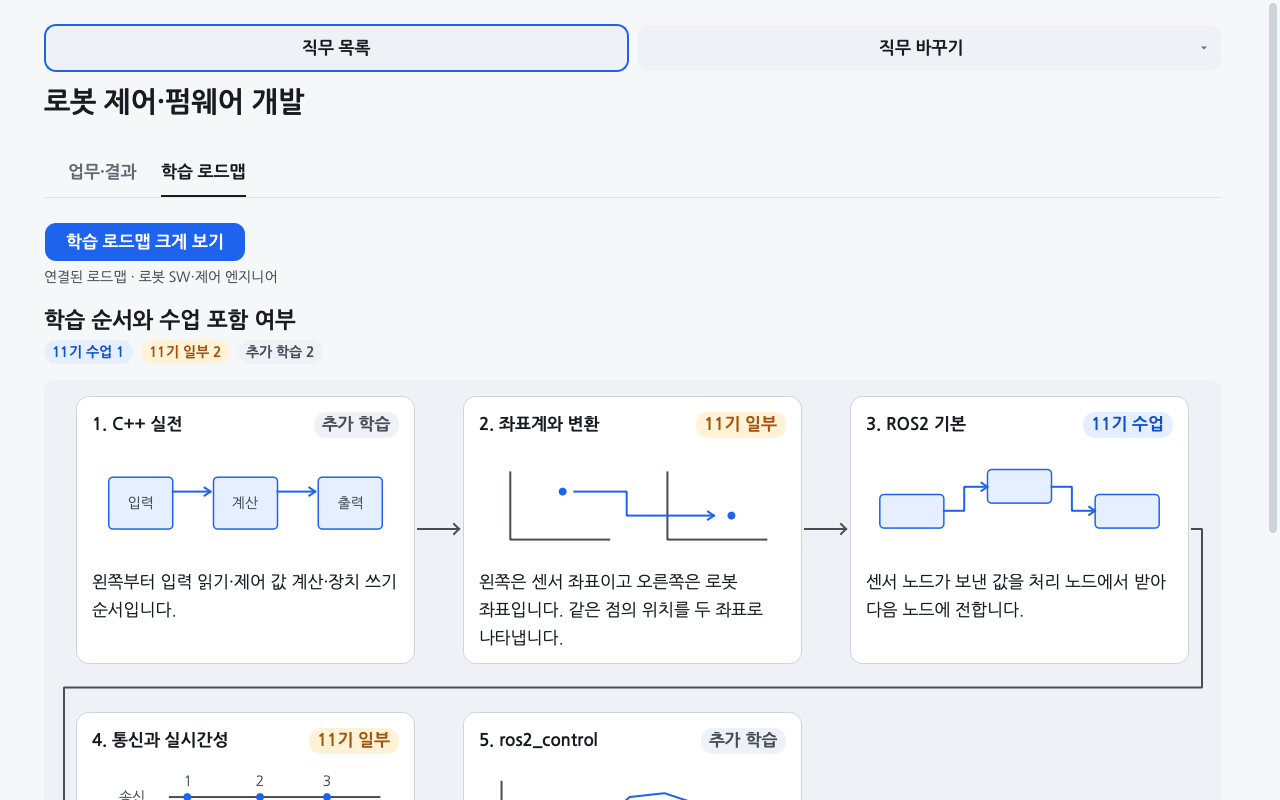 직무 목록
직무 바꾸기
로봇 제어·펌웨어 개발
업무·결과
학습 로드맵
학습 로드맵 크게 보기
연결된 로드맵 · 로봇 SW·제어 엔지니어
학습 순서와 수업 포함 여부
11기 수업 1
11기 일부 2
추가 학습 2
1. C++ 실전
추가 학습
입력
계산
출력
왼쪽부터 입력 읽기·제어 값 계산·장치 쓰기
순서입니다.
2. 좌표계와 변환
11기 일부
왼쪽은 센서 좌표이고 오른쪽은 로봇
좌표입니다. 같은 점의 위치를 두 좌표로
나타냅니다.
3. ROS2 기본
11기 수업
센서 노드가 보낸 값을 처리 노드에서 받아
다음 노드에 전합니다.
4. 통신과 실시간성
11기 일부
1
2
3
송신
5. ros2_control
추가 학습